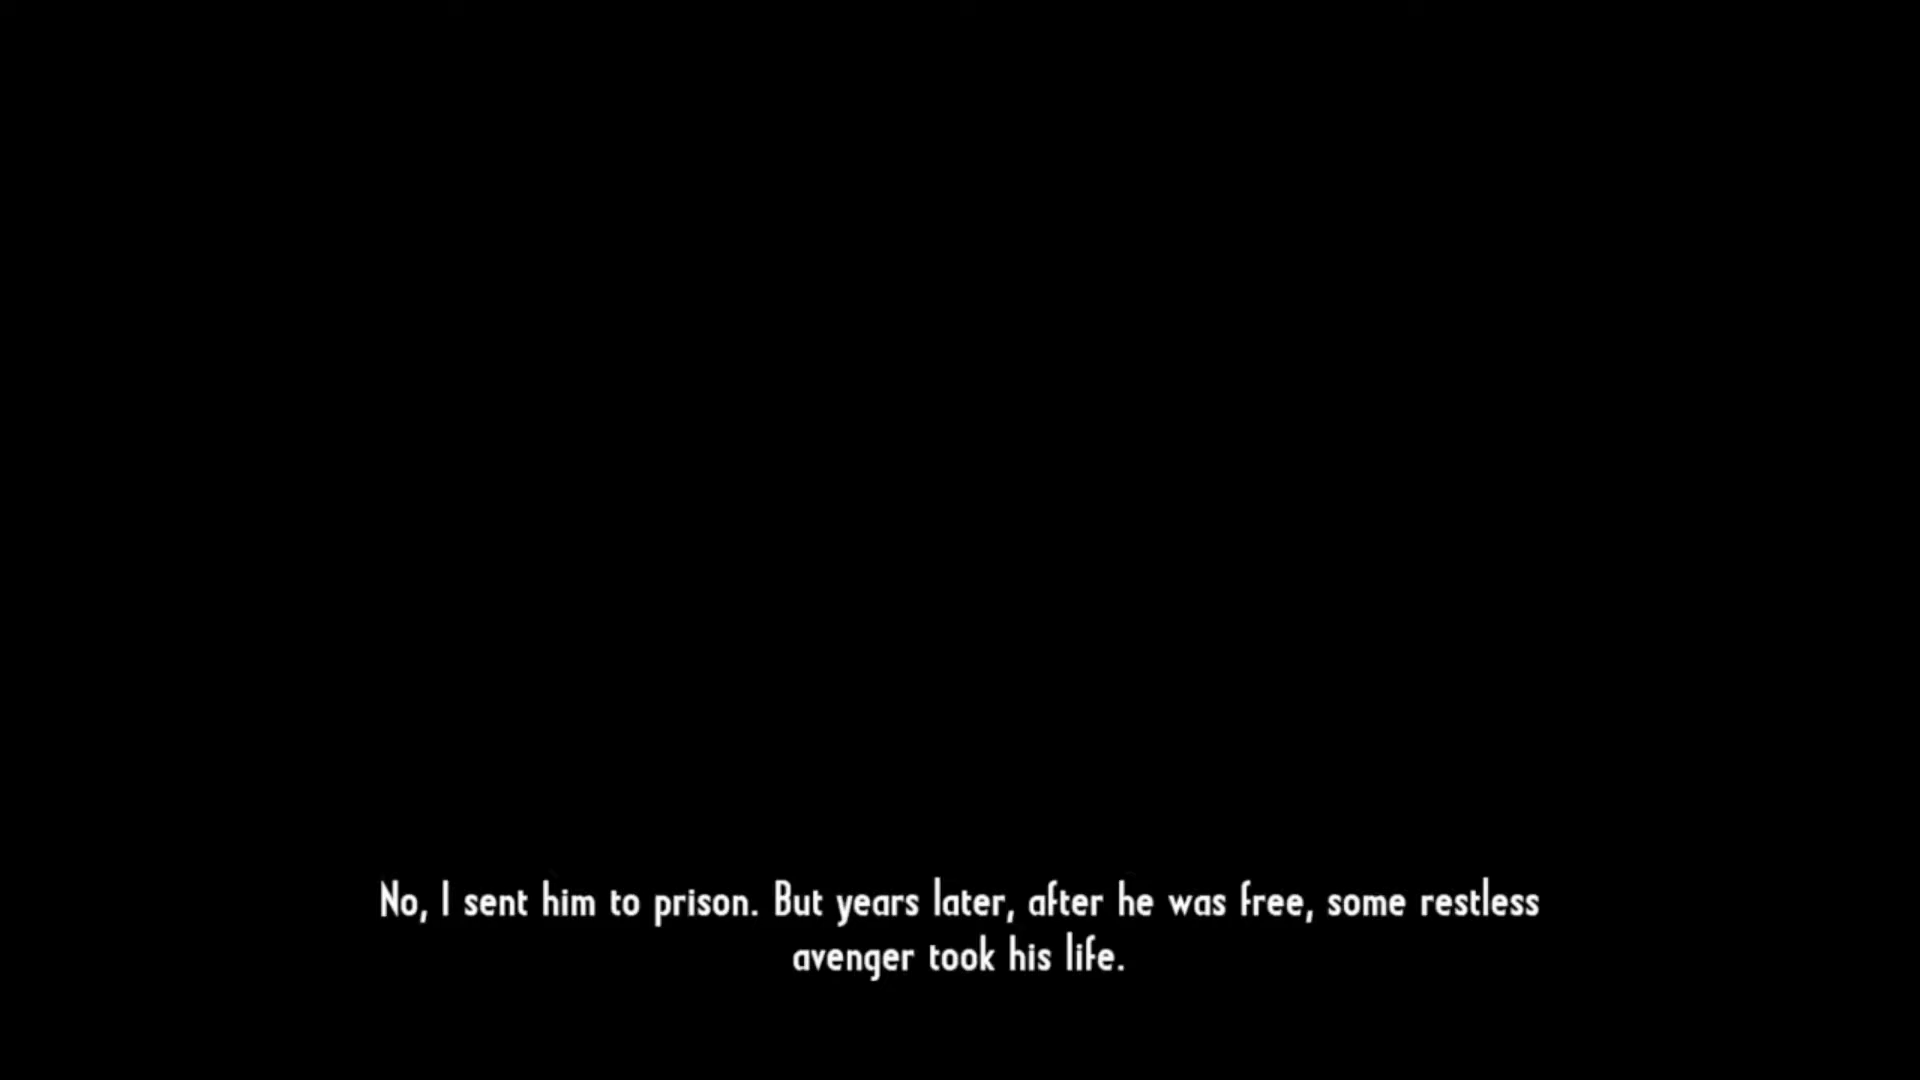 No, I sent him to prison. But years later, after he was free, some restless
avenger took his life.